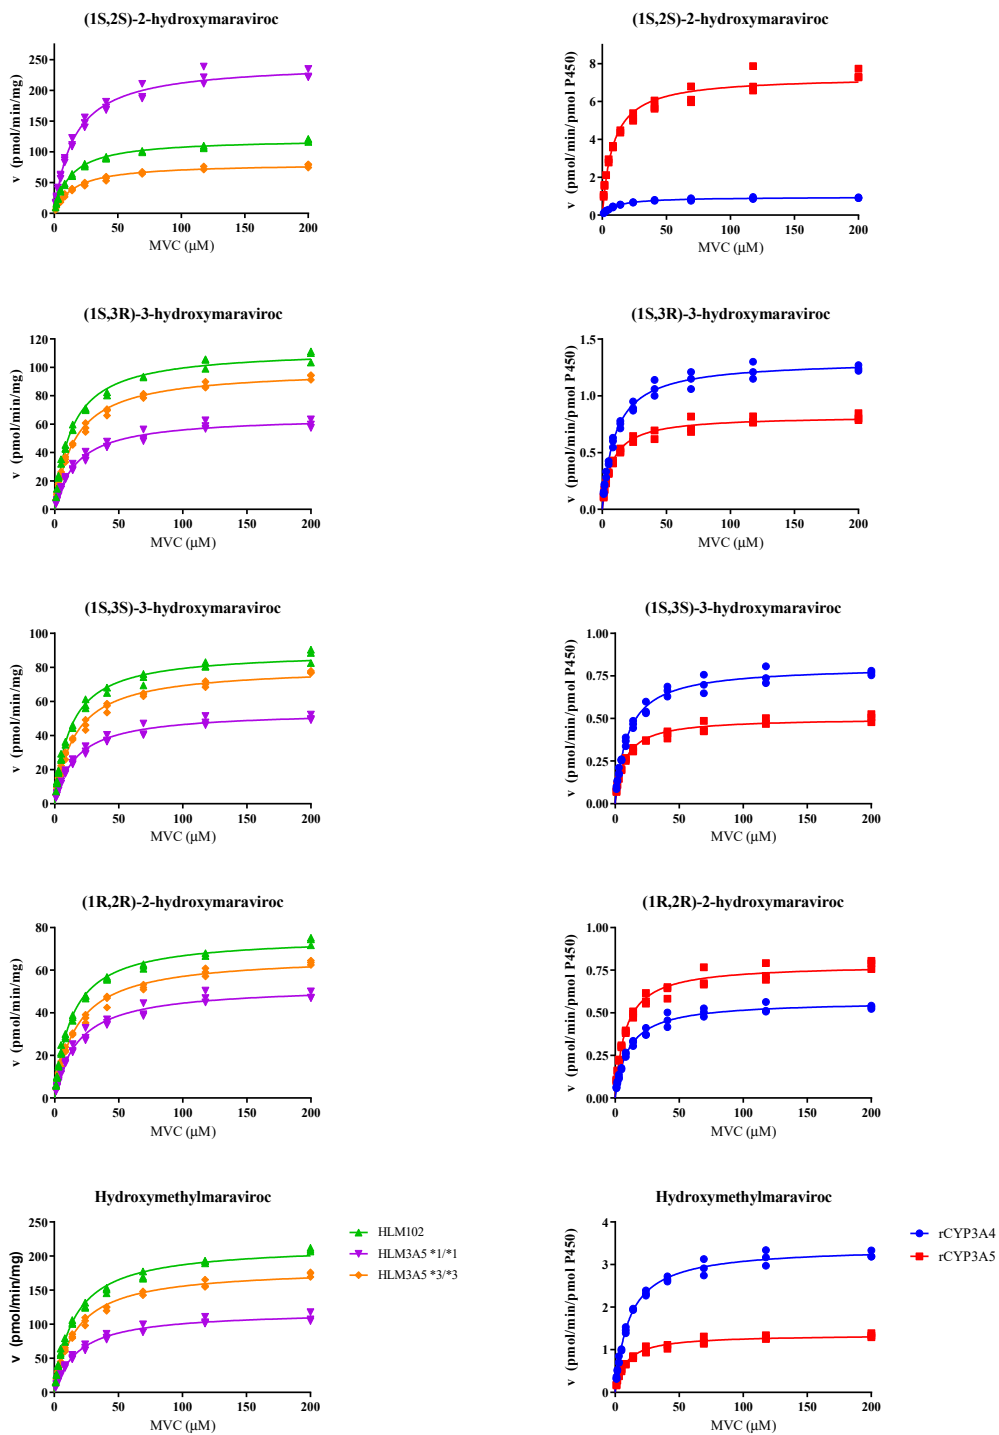 (1S,2S)-2-hydroxymaraviroc
v (pmol/min/mg)
250
200
150
100
50
0
0 50 100 150 200
MVC (μM)
(1S,2S)-2-hydroxymaraviroc
v (pmol/min/pmol P450)
8
6
4
2
0
0 50 100 150 200
MVC (μM)
(1S,3R)-3-hydroxymaraviroc
v (pmol/min/mg)
120
100
80
60
40
20
0
0 50 100 150 200
MVC (μM)
(1S,3R)-3-hydroxymaraviroc
v (pmol/min/pmol P450)
1.5
1.0
0.5
0.0
0 50 100 150 200
MVC (μM)
(1S,3S)-3-hydroxymaraviroc
v (pmol/min/mg)
100
80
60
40
20
0
0 50 100 150 200
MVC (μM)
(1S,3S)-3-hydroxymaraviroc
v (pmol/min/pmol P450)
1.00
0.75
0.50
0.25
0.00
0 50 100 150 200
MVC (μM)
(1R,2R)-2-hydroxymaraviroc
v (pmol/min/mg)
80
60
40
20
0
0 50 100 150 200
MVC (μM)
(1R,2R)-2-hydroxymaraviroc
v (pmol/min/pmol P450)
1.00
0.75
0.50
0.25
0.00
0 50 100 150 200
MVC (μM)
Hydroxymethylmaraviroc
v (pmol/min/mg)
250
200
150
100
50
0
0 50 100 150 200
MVC (μM)
HLM102
HLM3A5 *1/*1
HLM3A5 *3/*3
Hydroxymethylmaraviroc
v (pmol/min/pmol P450)
4
3
2
1
0
0 50 100 150 200
MVC (μM)
rCYP3A4
rCYP3A5